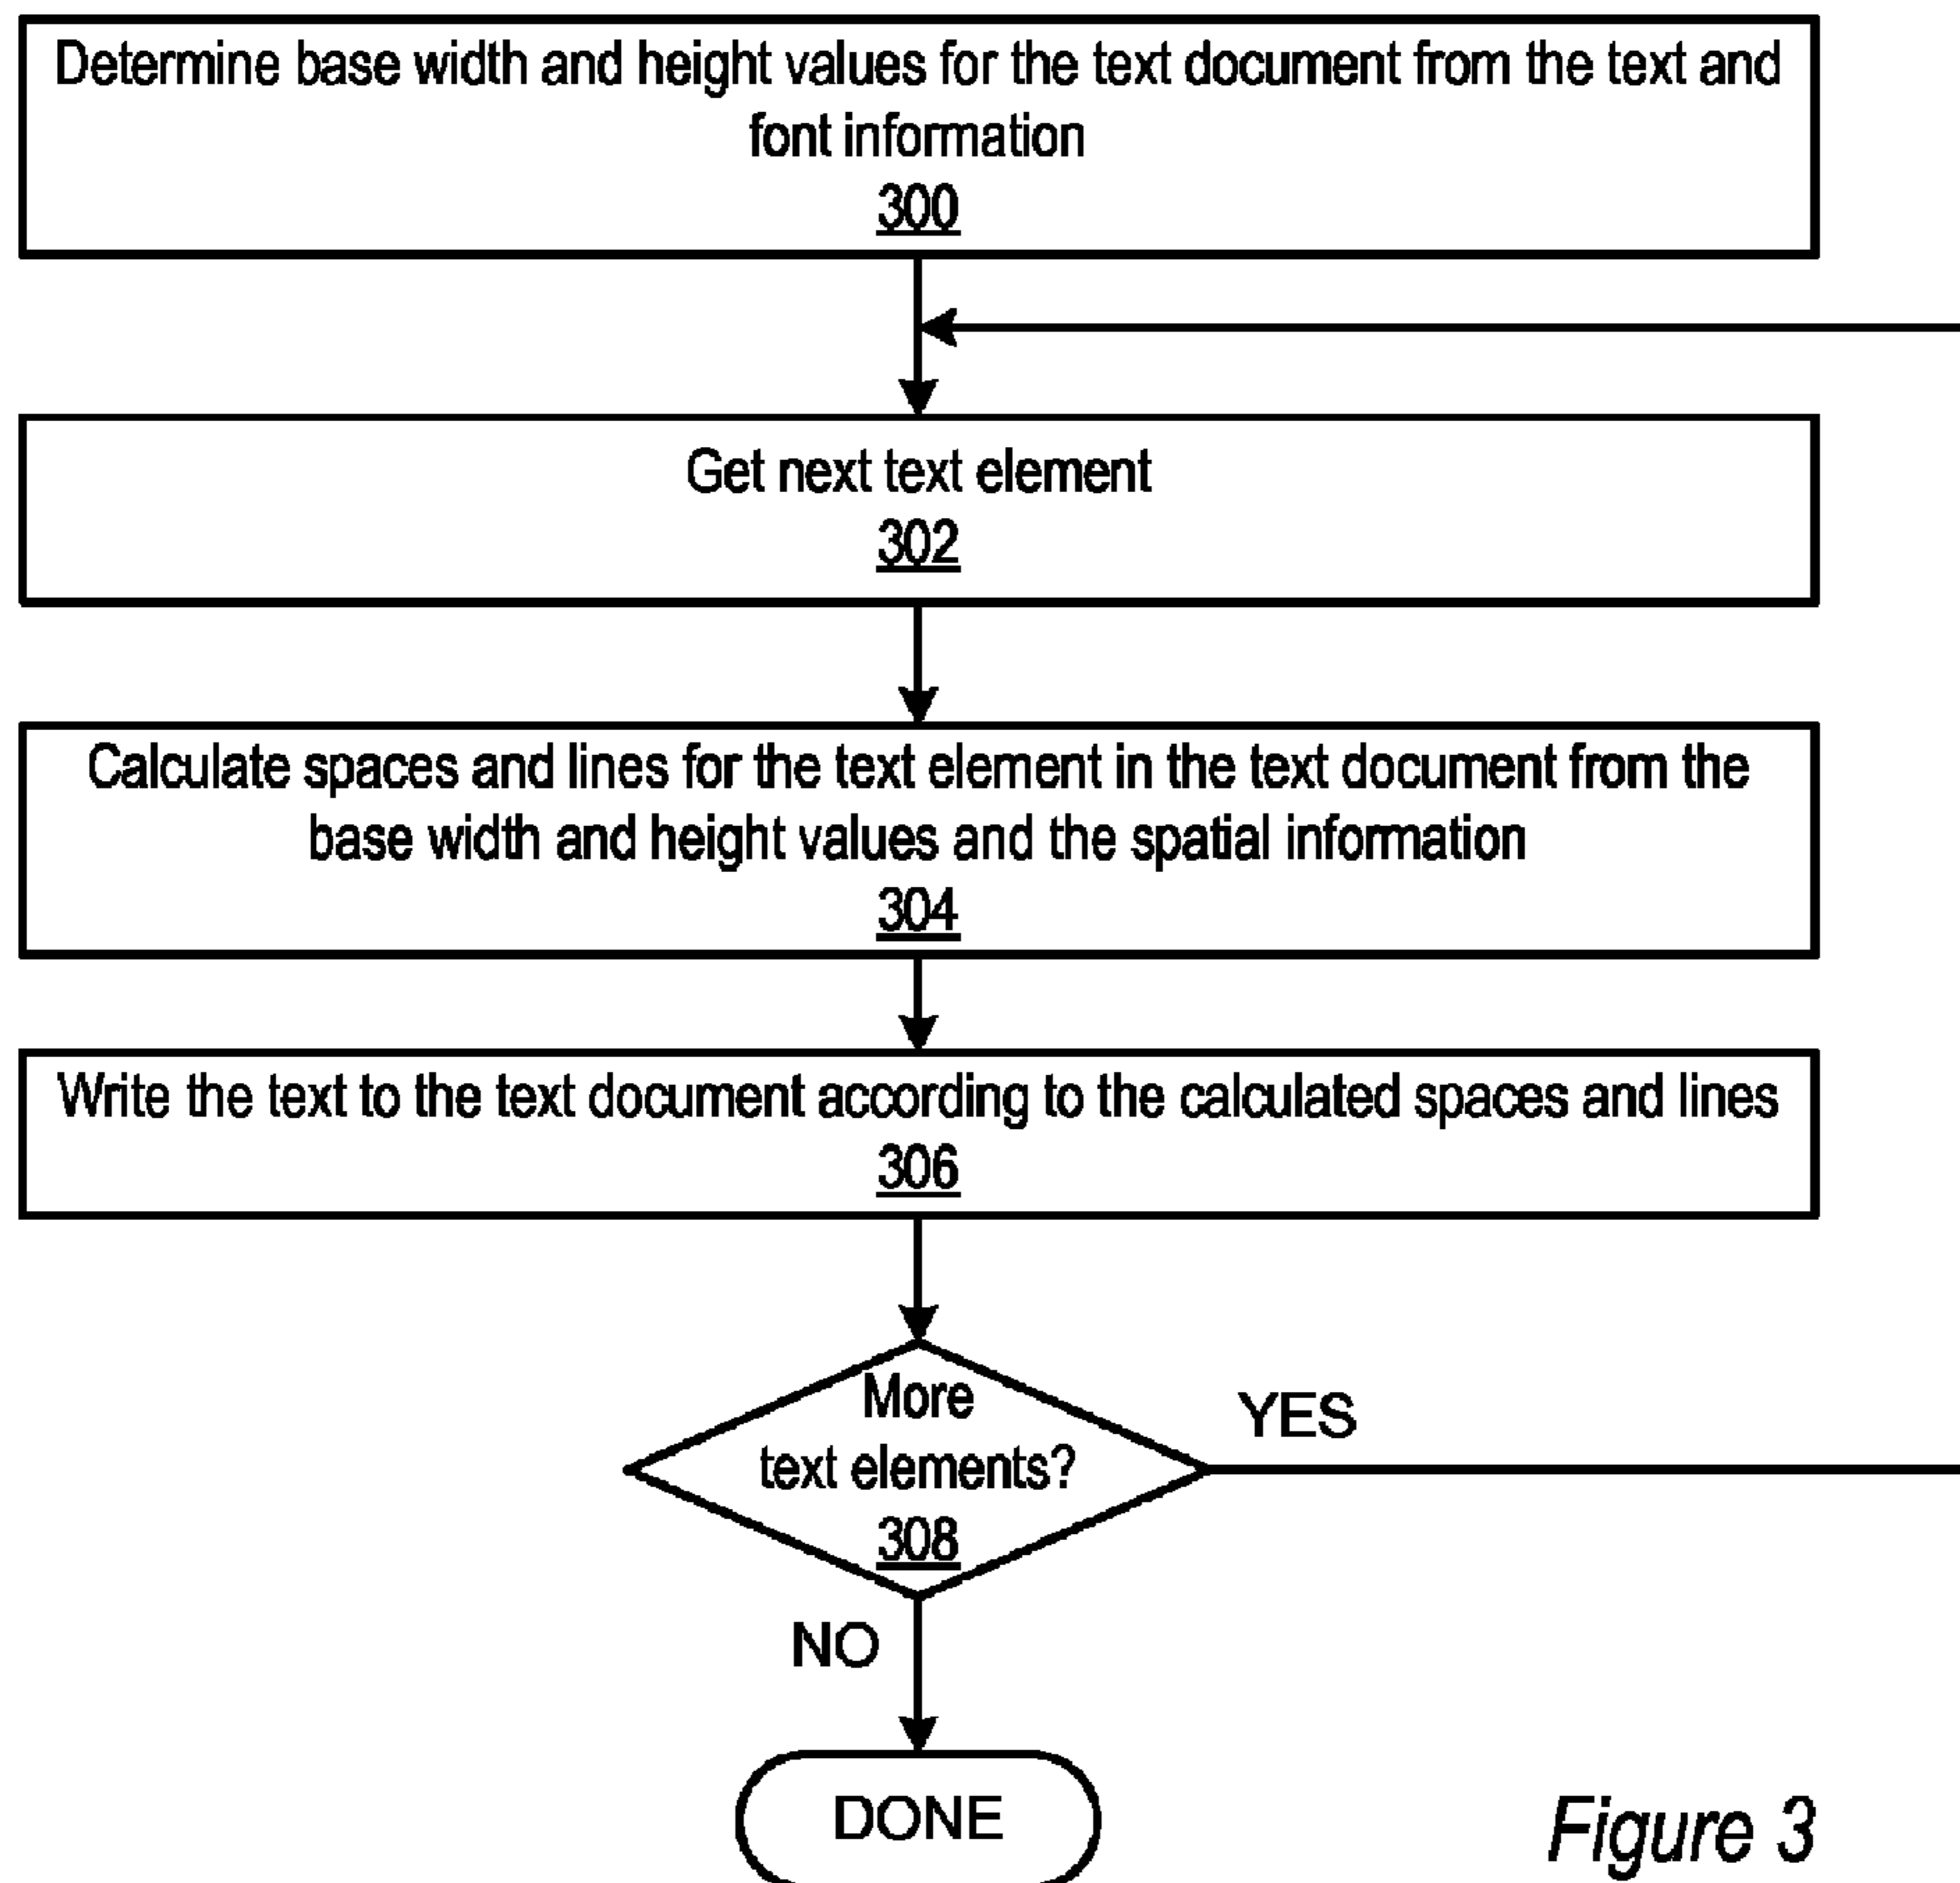 Determine base width and height values for the text document from the text and
font information
300
Get next text element
302
Calculate spaces and lines for the text element in the text document from the
base width and height values and the spatial information
304
Write the text to the text document according to the calculated spaces and lines
306
More
text elements?
308
YES
NO
DONE
Figure 3